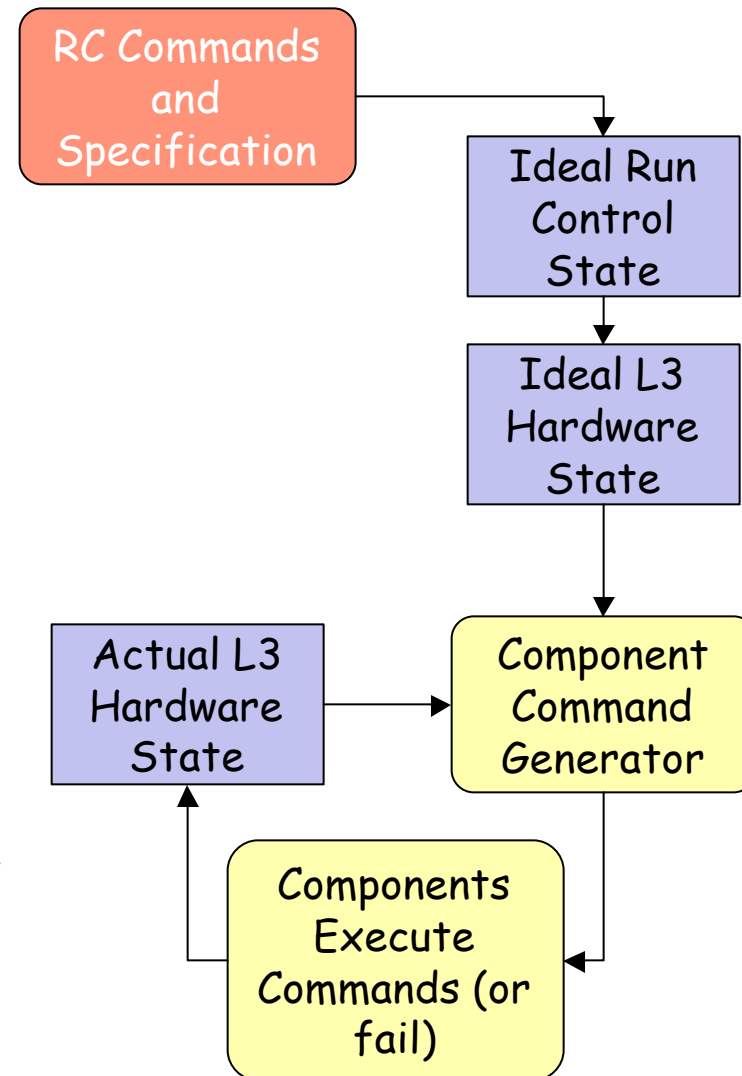 RC Commands
and
Specification
Ideal Run
Control
State
Ideal L3
Hardware
State
Actual L3
Hardware
State
Component
Command
Generator
Components
Execute
Commands (or
fail)